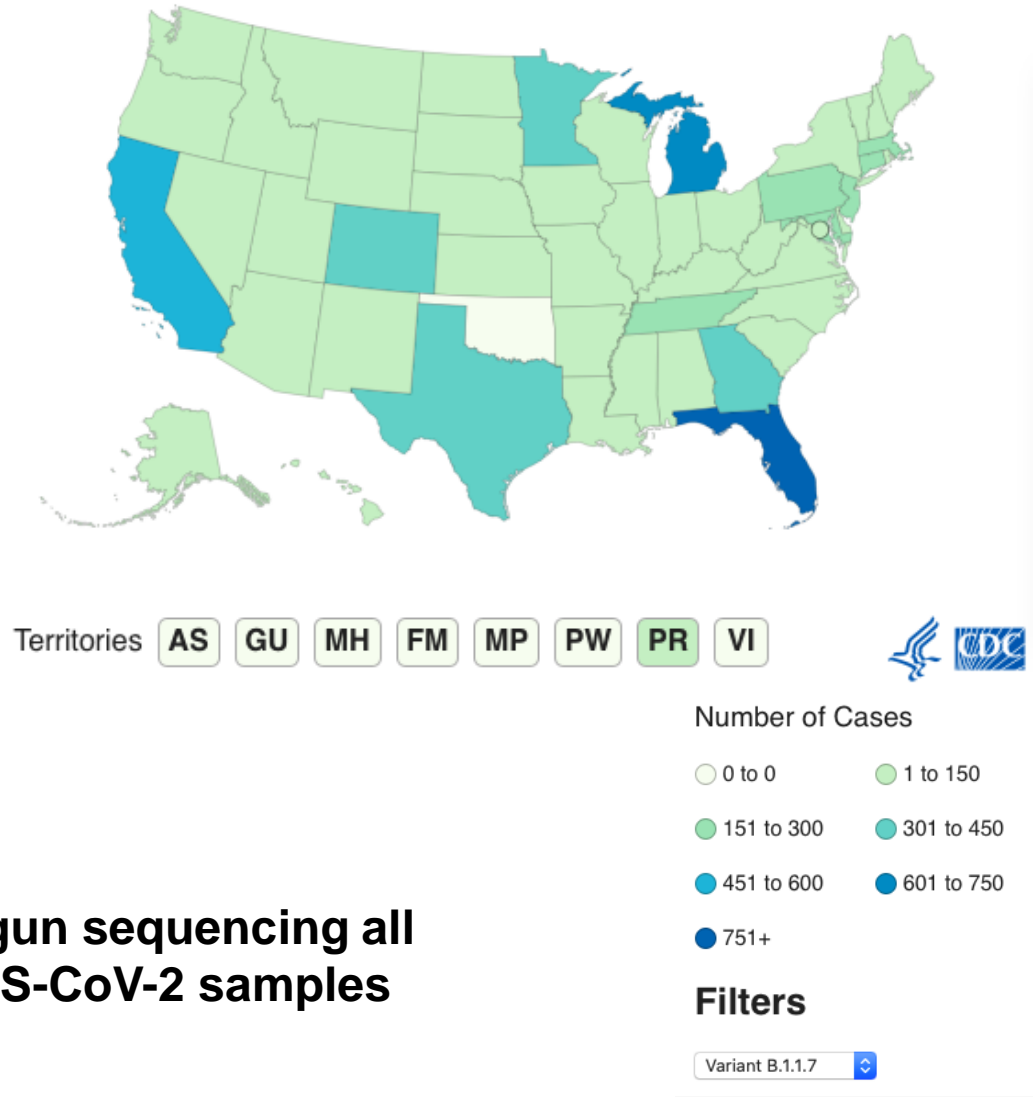 Territories AS GU MH FM MP PW PR VI
CDC
Number of Cases
0 to 0 1 to 150
151 to 300 301 to 450
451 to 600 601 to 750
751+
gun sequencing all
S-CoV-2 samples
Filters
Variant B.1.1.7